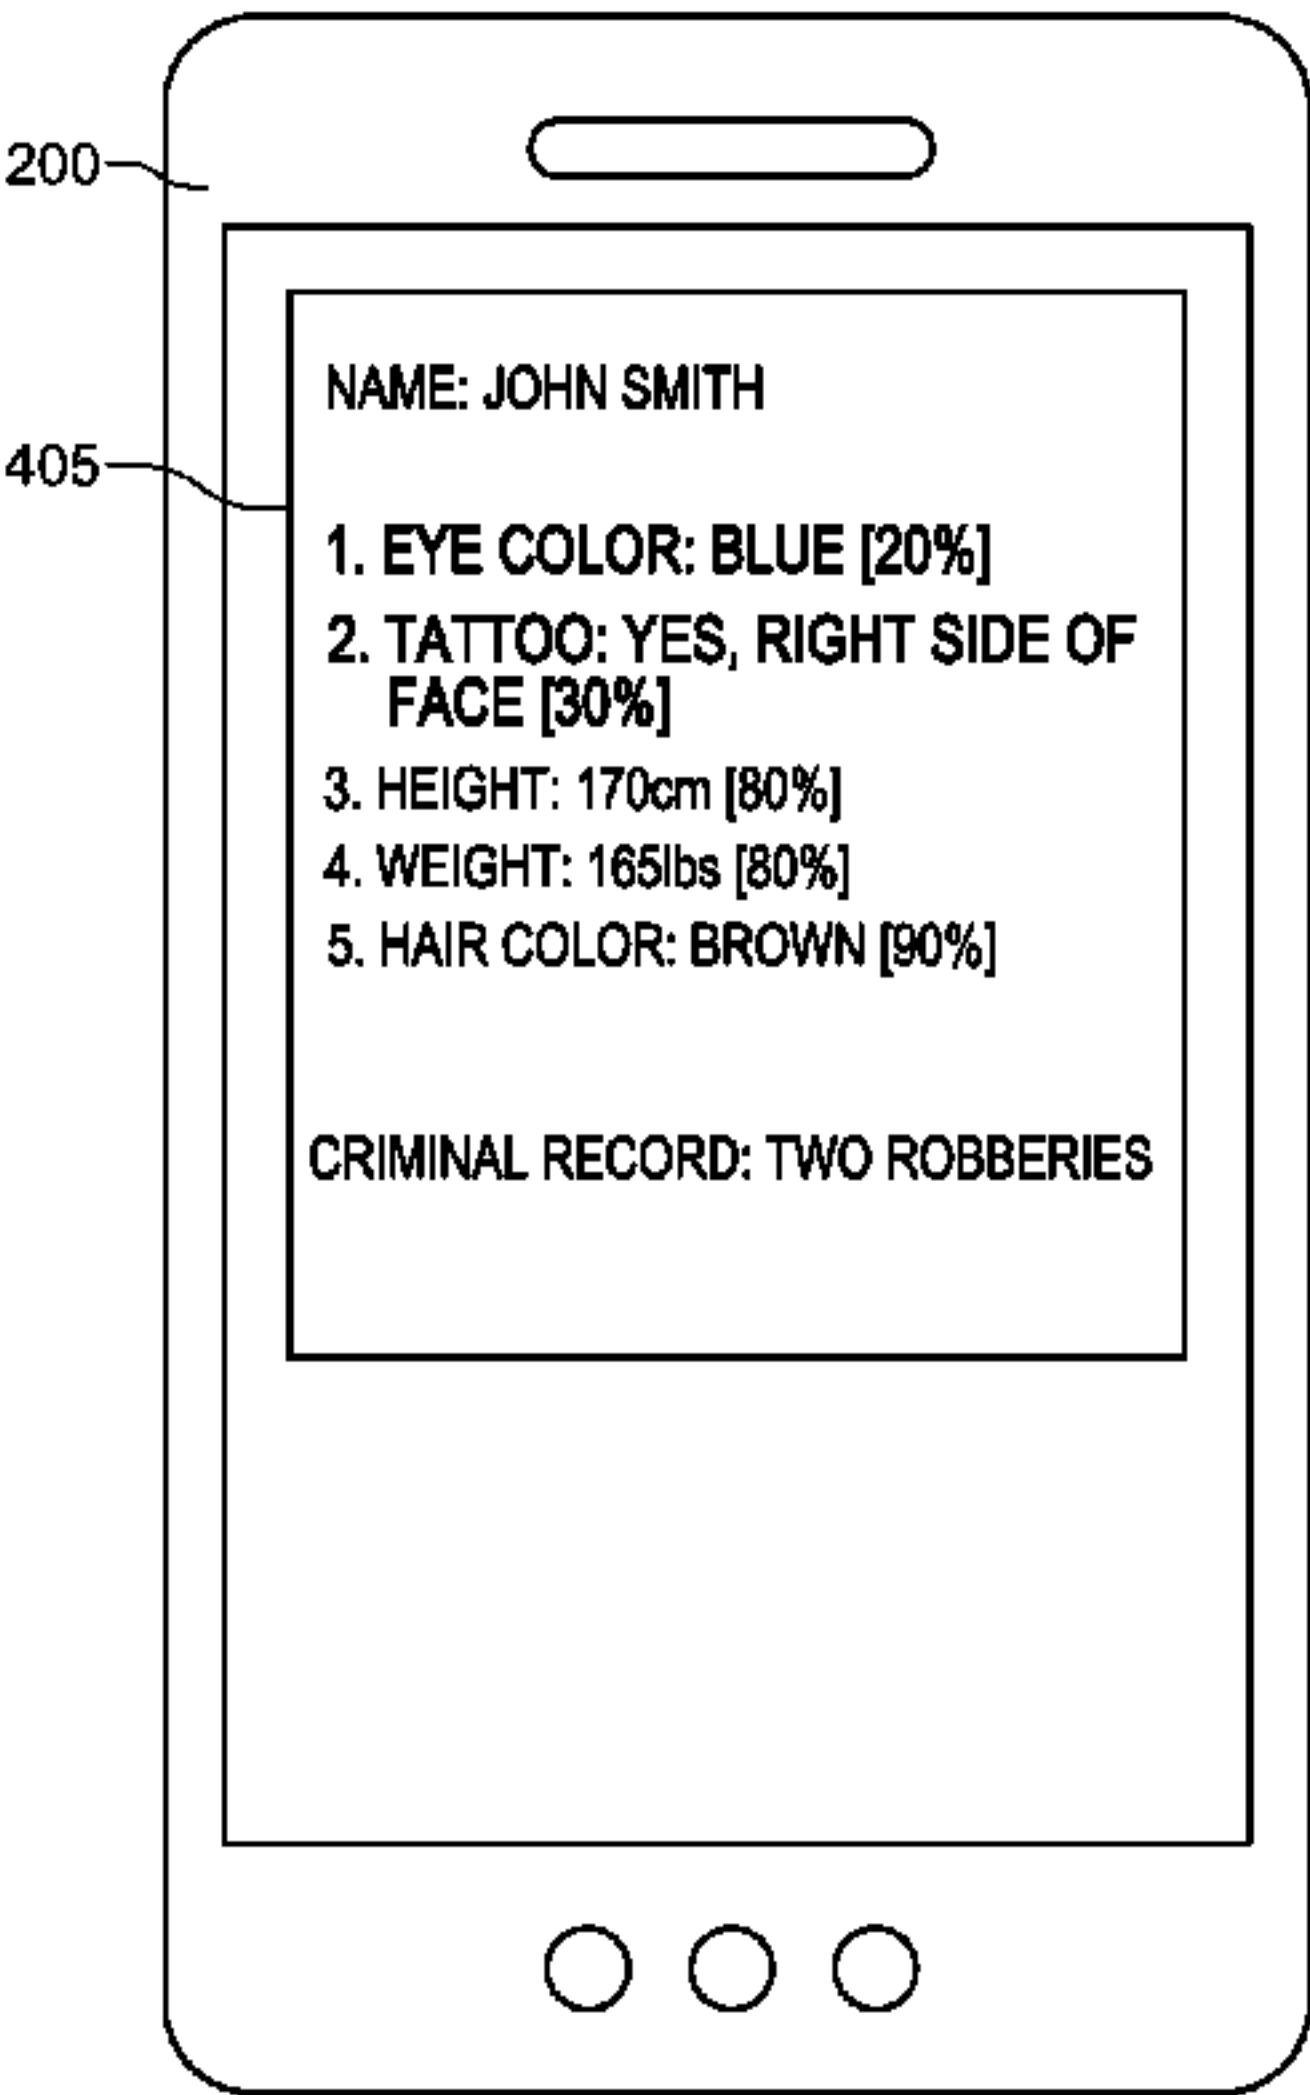 200
NAME: JOHN SMITH
405
1. EYE COLOR: BLUE [20%]
2. TATTOO: YES, RIGHT SIDE OF
FACE [30%]
3. HEIGHT: 170cm [80%]
4. WEIGHT: 165lbs [80%]
5. HAIR COLOR: BROWN [90%]
CRIMINAL RECORD: TWO ROBBERIES